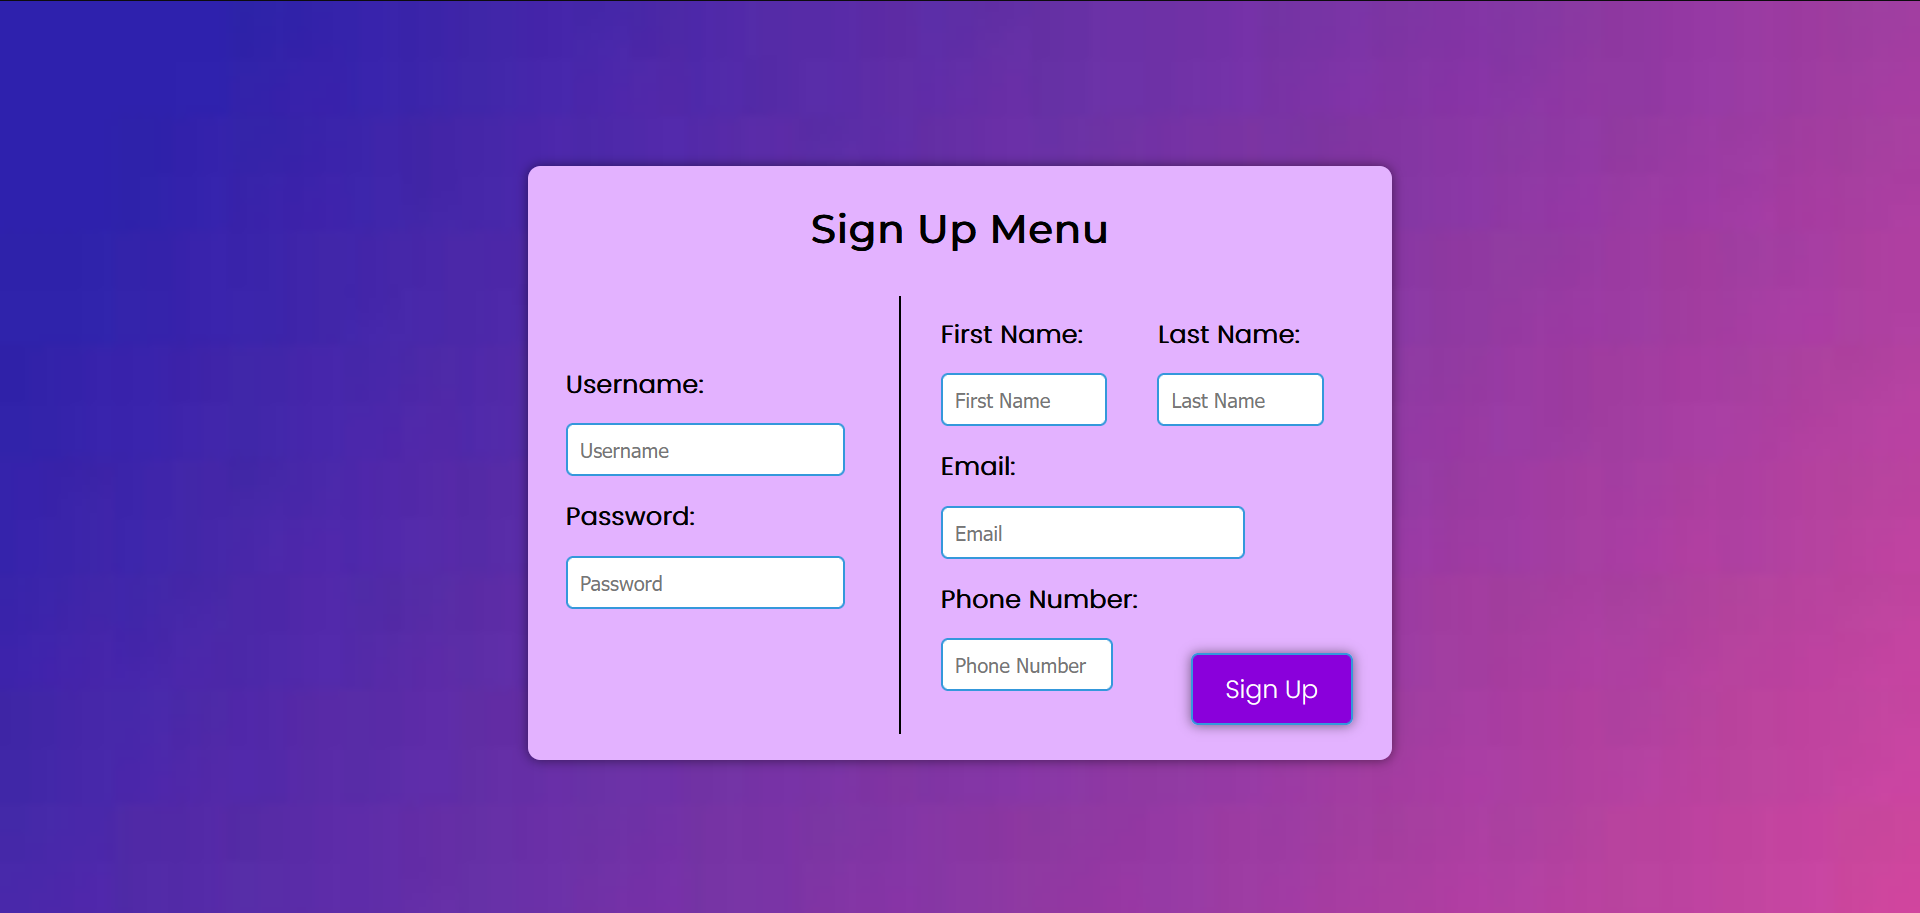 Sign Up Menu
Username:
Username
Password:
Password
First Name:
First Name
Last Name:
Last Name
Email:
Email
Phone Number:
Phone Number
Sign Up